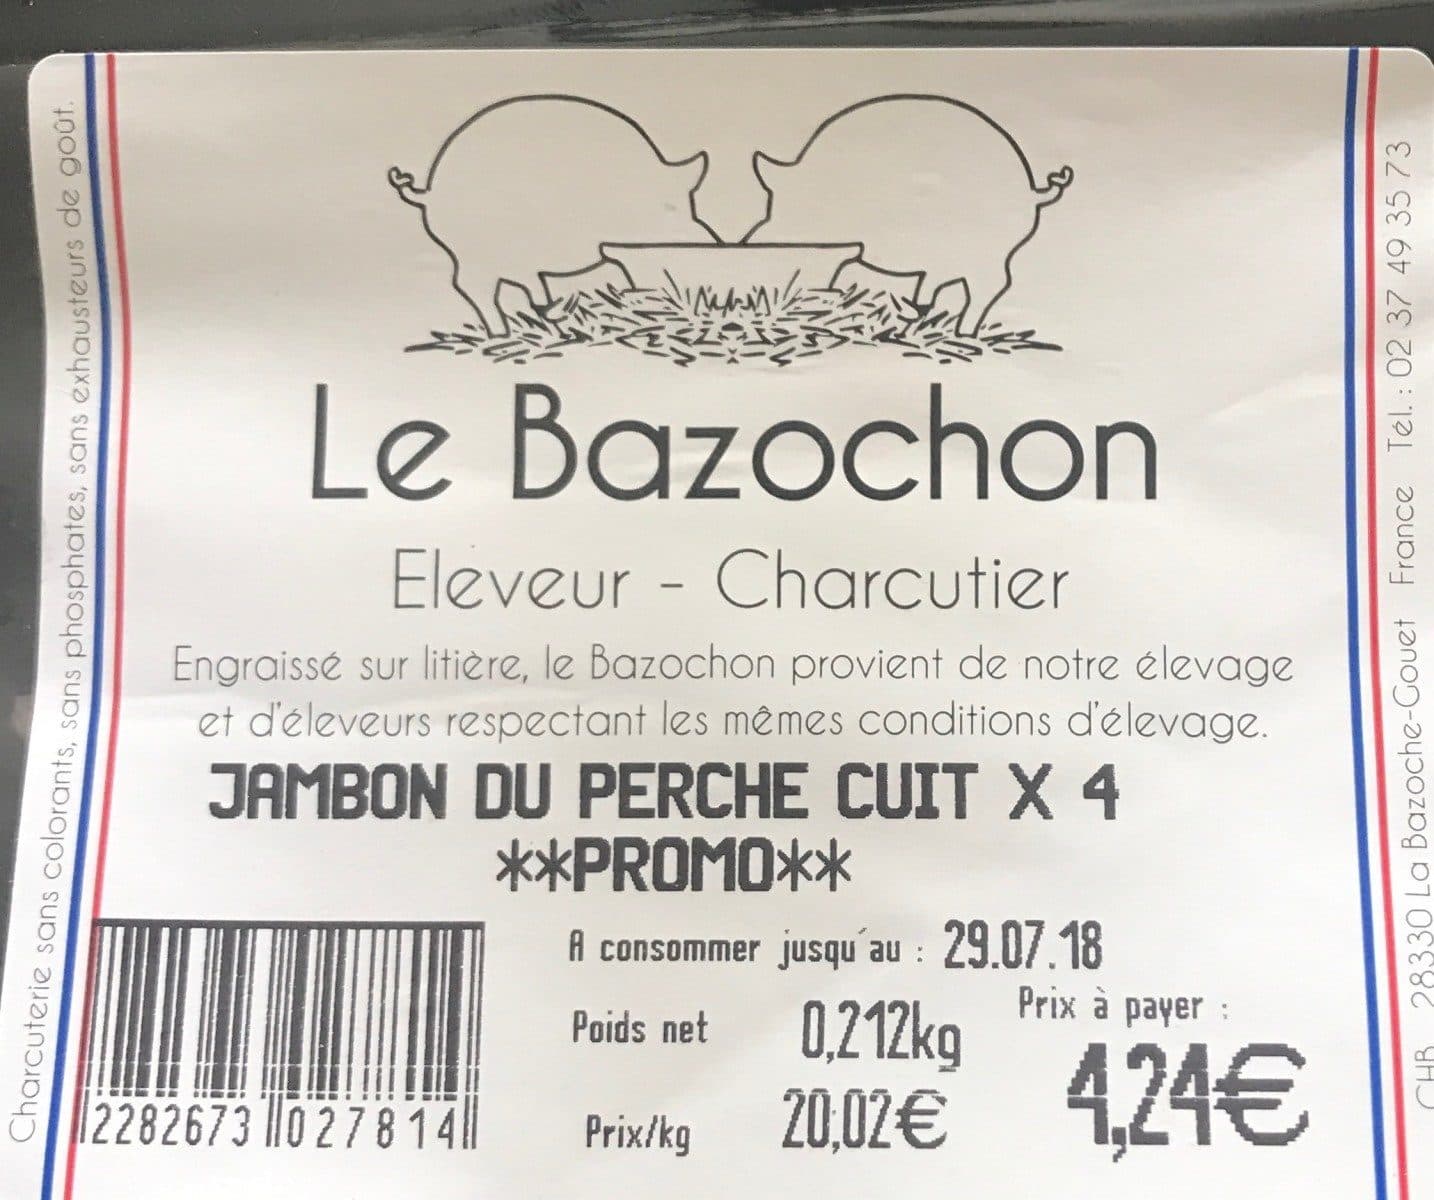 Charcuterie sans colorants, sans phosphates, sans exhausteurs de goût.
Le Bazochon
Eleveur - Charcutier
Engraissé sur litière, le Bazochon provient de notre élevage
et d'éleveurs respectant les mêmes conditions d'élevage.
JAMBON DU PERCHE CUIT X 4
**PROMO**
A consommer jusqu'au : 29.07.18
Poids net 0,212kg
Prix/kg 20,02€
Prix à payer :
4,24€
2282673 027814
CHB 28330 La Bazoche-Gouet France Tél. : 02 37 49 35 73